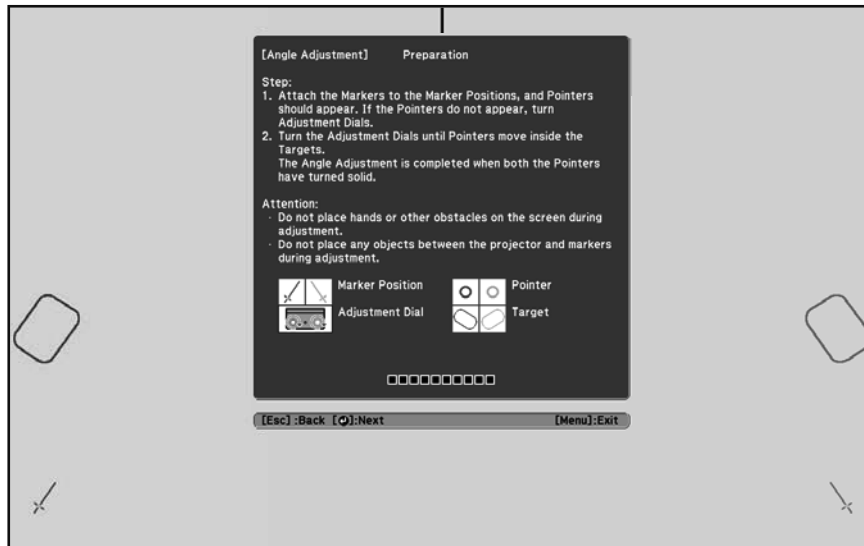 [Angle Adjustment] Preparation
Step:
1. Attach the Markers to the Marker Positions, and Pointers
should appear. If the Pointers do not appear, turn
Adjustment Dials.
2. Turn the Adjustment Dials until Pointers move inside the
Targets.
The Angle Adjustment is completed when both the Pointers
have turned solid.
Attention:
· Do not place hands or other obstacles on the screen during
adjustment.
· Do not place any objects between the projector and markers
during adjustment.
Marker Position Pointer
Adjustment Dial Target
[Esc] :Back [⏎]:Next [Menu]:Exit